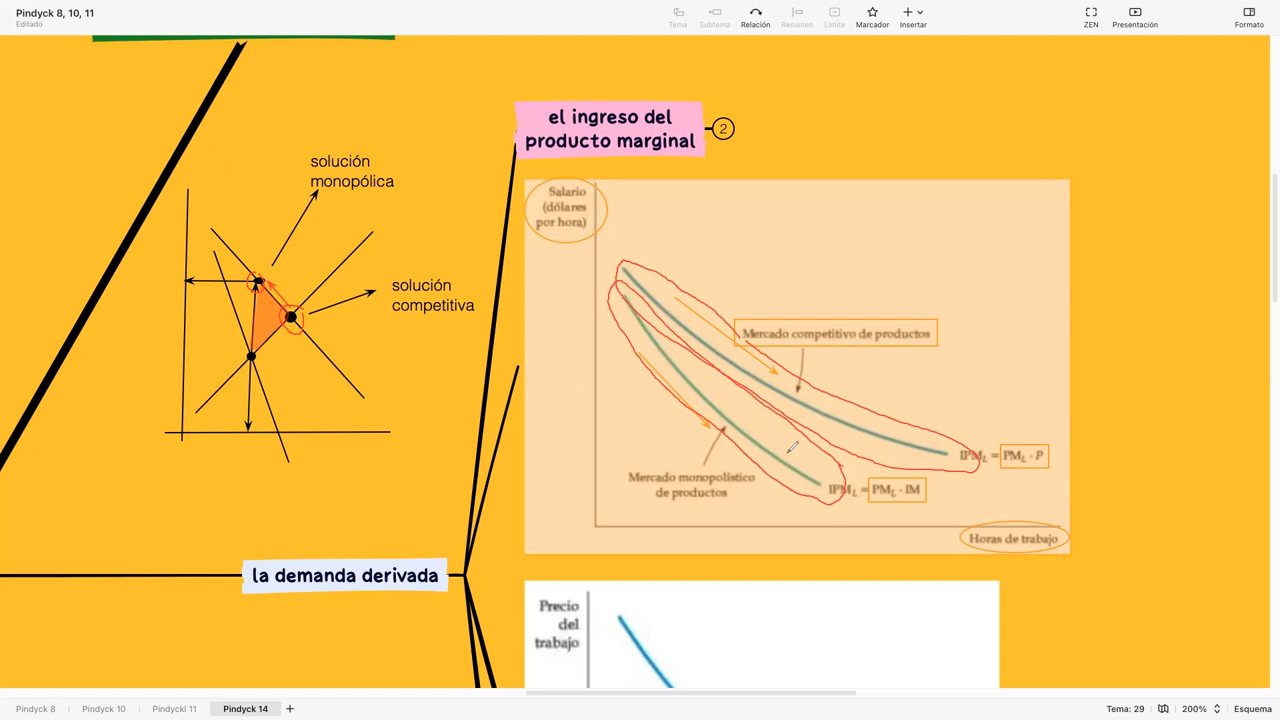 Pindyck 8, 10, 11
Editado
Tema
Subtema
Relación
Resumen
Límite
Marcador
Insertar
ZEN
Presentación
Formato
el ingreso del
producto marginal
2
solución
monopólica
solución
competitiva
Salario
(dólares
por hora)
Mercado competitivo de productos
IPM_L = PM_L · P
Mercado monopolístico
de productos
IPM_L = PM_L · IM
Horas de trabajo
la demanda derivada
Precio
del
trabajo
Pindyck 8
Pindyck 10
Pindyckl 11
Pindyck 14
Tema: 29
200%
Esquema